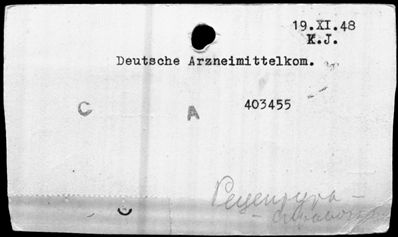 19.XI.48
K.J.
Deutsche Arzneimittelkom.
C A 403455